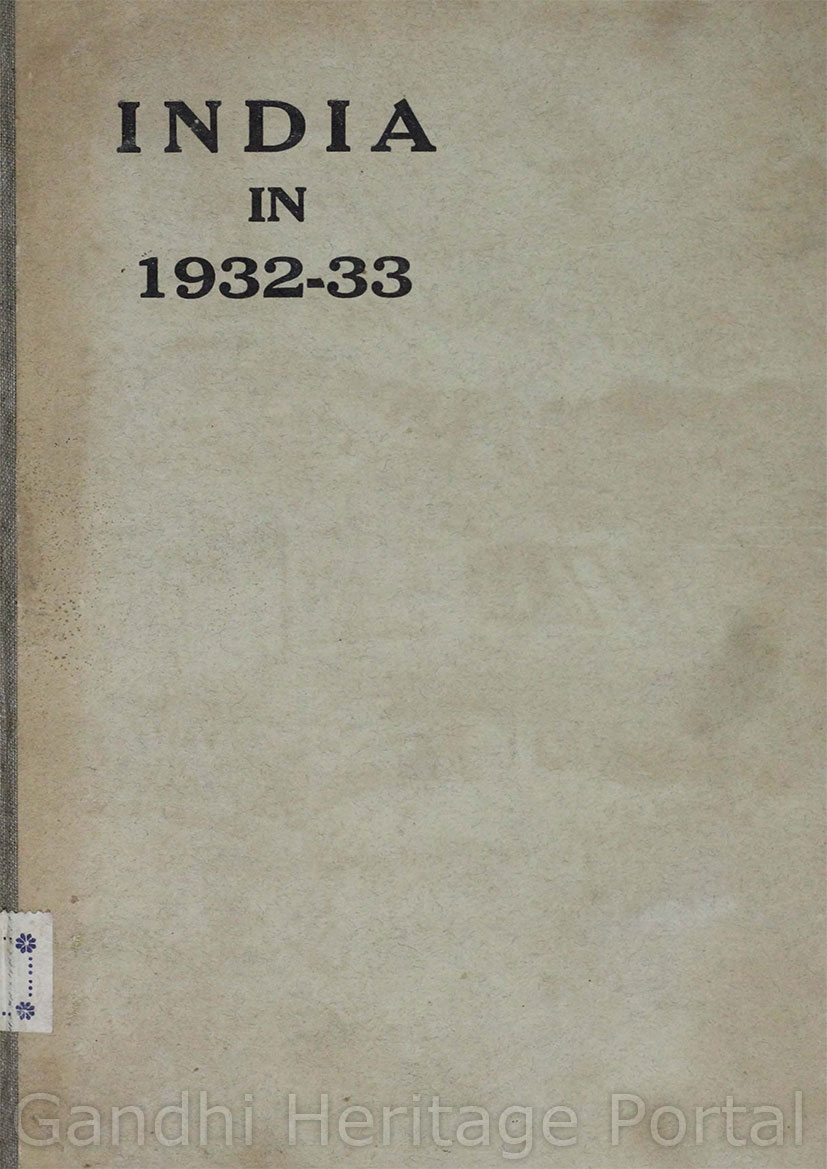 INDIA
IN
1932-33
Gandhi Heritage Portal